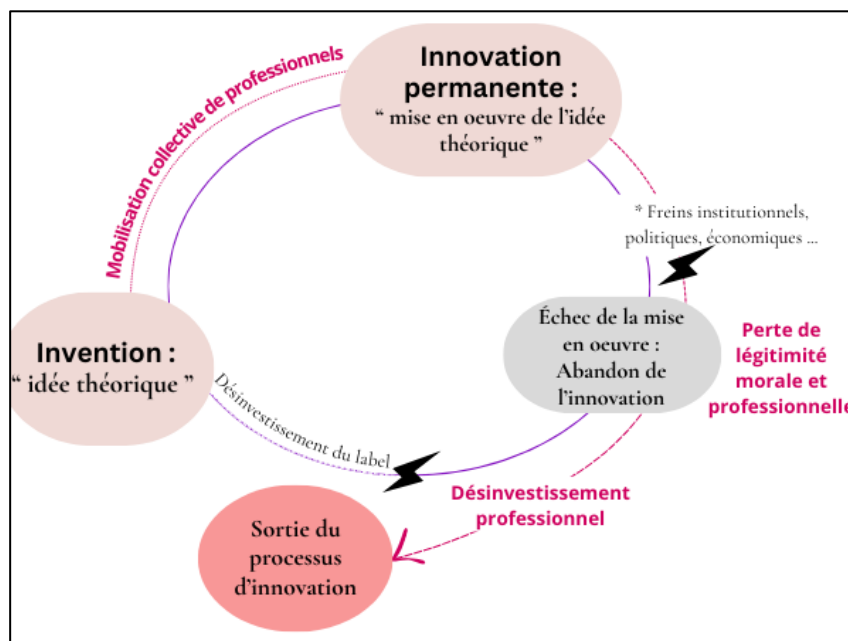 Mobilisation collective de professionnels
Innovation
permanente :
“ mise en oeuvre de l’idée
théorique ”
* Freins institutionnels,
politiques, économiques ...
Invention :
“ idée théorique ”
Échec de la mise
en oeuvre :
Abandon de
l’innovation
Perte de
légitimité
morale et
professionnelle
Désinvestissement du label
Désinvestissement
professionnel
Sortie du
processus
d’innovation